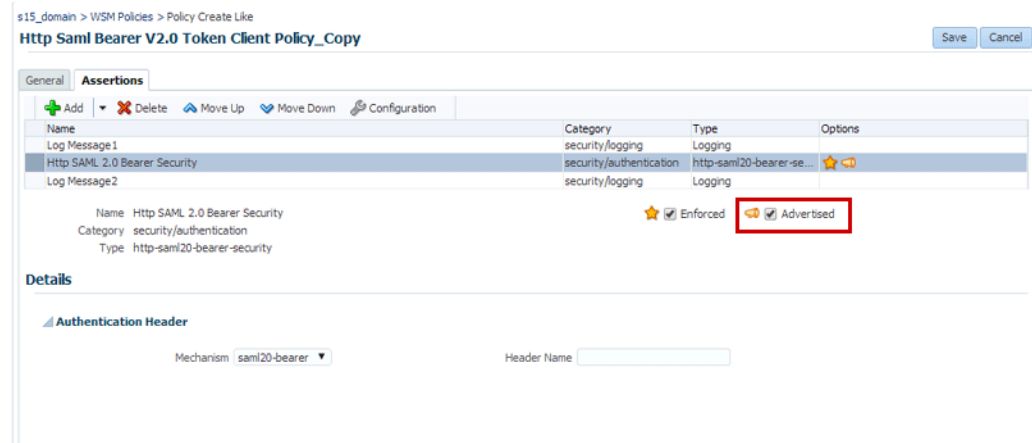 s15_domain > WSM Policies > Policy Create Like
Http Saml Bearer V2.0 Token Client Policy_Copy
Save Cancel
General Assertions
Add Delete Move Up Move Down Configuration
Name Category Type Options
Log Message1 security/logging Logging
Http SAML 2.0 Bearer Security security/authentication http-saml20-bearer-se...
Log Message2 security/logging Logging
Name Http SAML 2.0 Bearer Security Enforced Advertised
Category security/authentication
Type http-saml20-bearer-security
Details
Authentication Header
Mechanism saml20-bearer Header Name